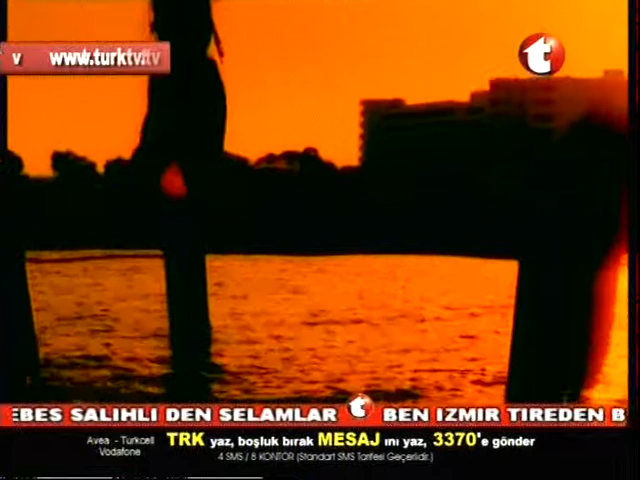 v www.turktv.tv
t
EBES SALIHLI DEN SELAMLAR t BEN IZMIR TIREDEN B
Avea - Turkcell
Vodafone
TRK yaz, boşluk bırak MESAJ ını yaz, 3370'e gönder
4 SMS / 8 KONTÖR (Standart SMS Tarifesi Geçerlidir.)